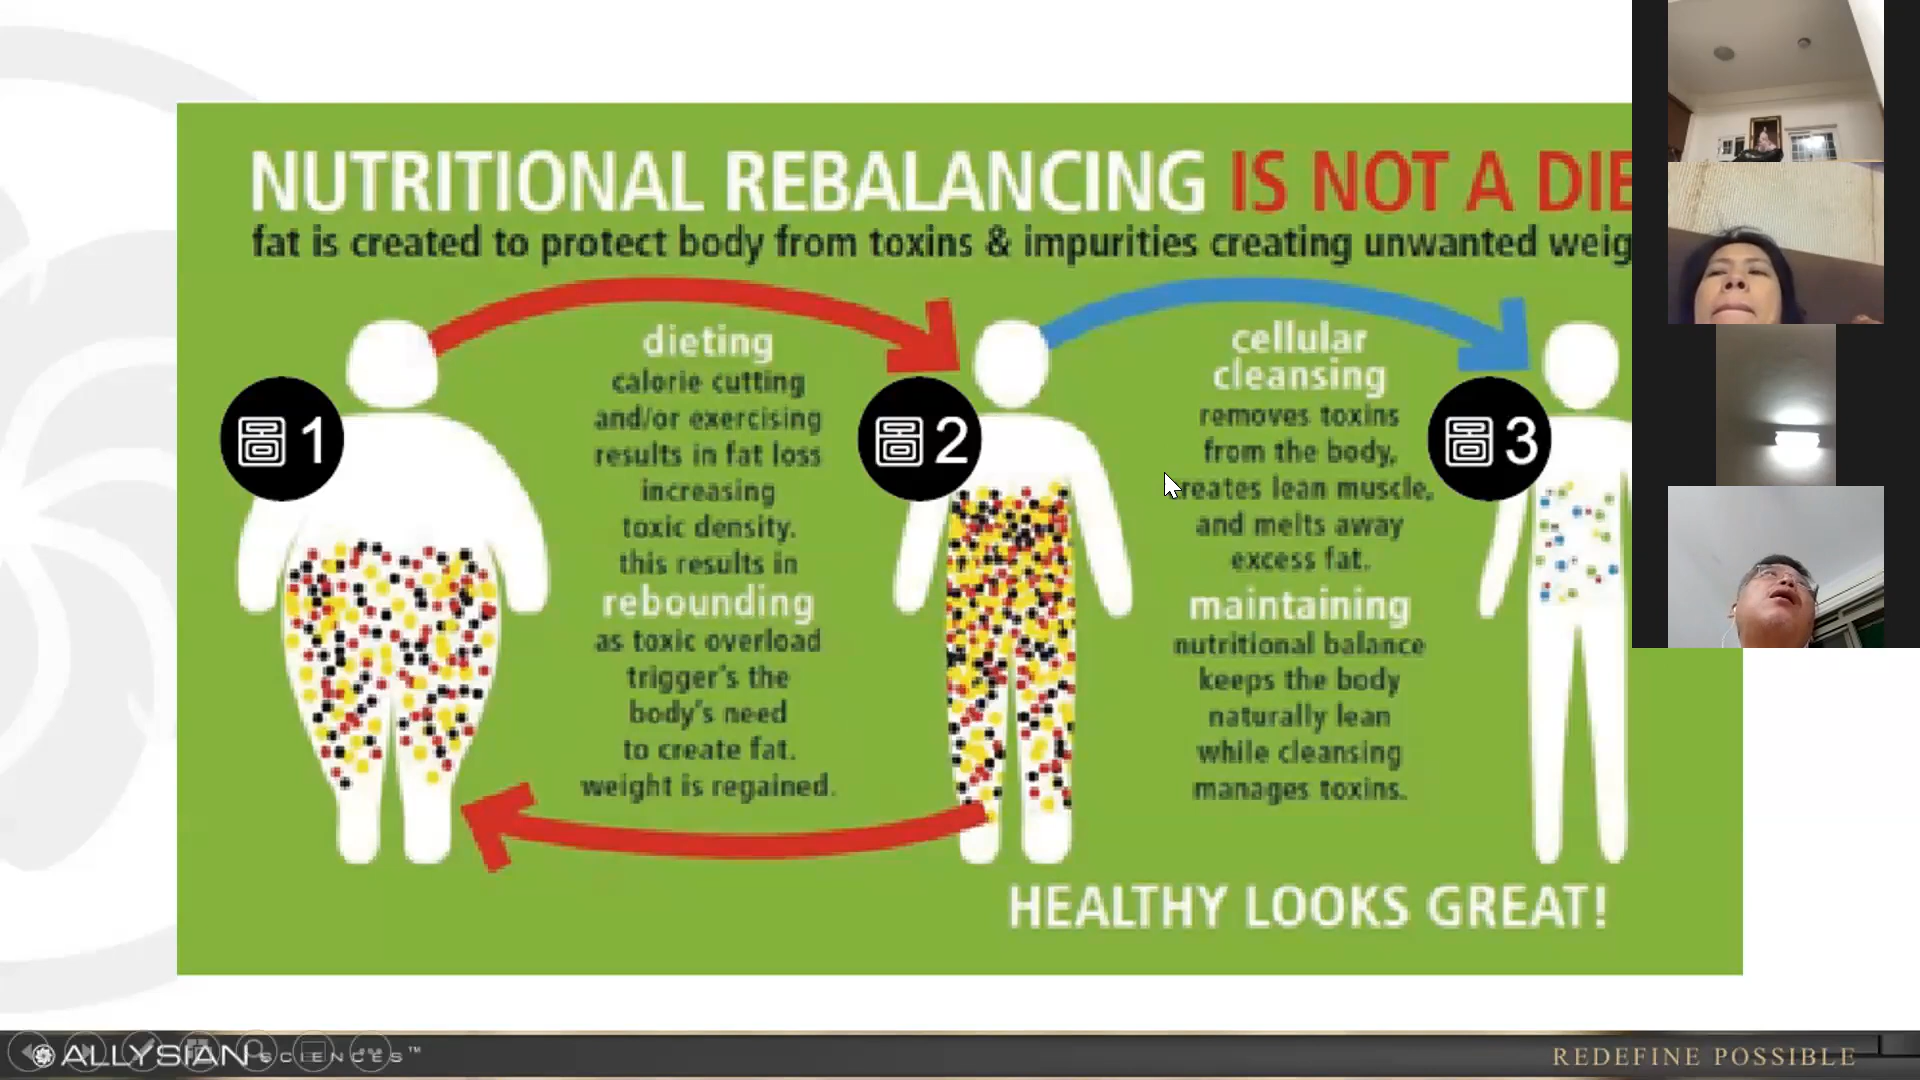 NUTRITIONAL REBALANCING IS NOT A DIE
fat is created to protect body from toxins & impurities creating unwanted weig
dieting
calorie cutting
and/or exercising
results in fat loss
increasing
toxic density.
this results in
rebounding
as toxic overload
trigger's the
body's need
to create fat.
weight is regained.
cellular
cleansing
removes toxins
from the body,
reates lean muscle,
and melts away
excess fat.
maintaining
nutritional balance
keeps the body
naturally lean
while cleansing
manages toxins.
圖1
圖2
圖3
HEALTHY LOOKS GREAT!
ALLYSIAN SCIENCES™
REDEFINE POSSIBLE